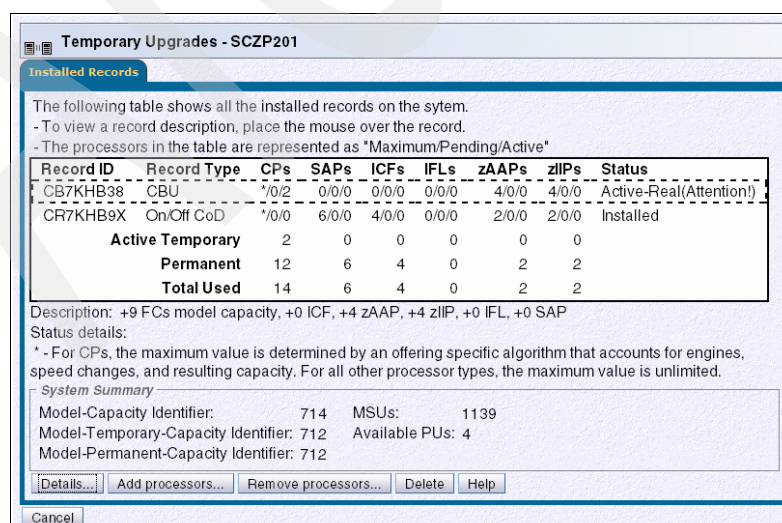 Temporary Upgrades - SCZP201
Installed Records
The following table shows all the installed records on the sytem.
- To view a record description, place the mouse over the record.
- The processors in the table are represented as "Maximum/Pending/Active"
Record ID Record Type CPs SAPs ICFs IFLs zAAPs zIIPs Status
CB7KHB38 CBU */0/2 0/0/0 0/0/0 0/0/0 4/0/0 4/0/0 Active-Real(Attention!)
CR7KHB9X On/Off CoD */0/0 6/0/0 4/0/0 0/0/0 2/0/0 2/0/0 Installed
Active Temporary 2 0 0 0 0 0
Permanent 12 6 4 0 2 2
Total Used 14 6 4 0 2 2
Description: +9 FCs model capacity, +0 ICF, +4 zAAP, +4 zIIP, +0 IFL, +0 SAP
Status details:
* - For CPs, the maximum value is determined by an offering specific algorithm that accounts for engines,
speed changes, and resulting capacity. For all other processor types, the maximum value is unlimited.
System Summary
Model-Capacity Identifier: 714 MSUs: 1139
Model-Temporary-Capacity Identifier: 712 Available PUs: 4
Model-Permanent-Capacity Identifier: 712
Details... Add processors... Remove processors... Delete Help
Cancel